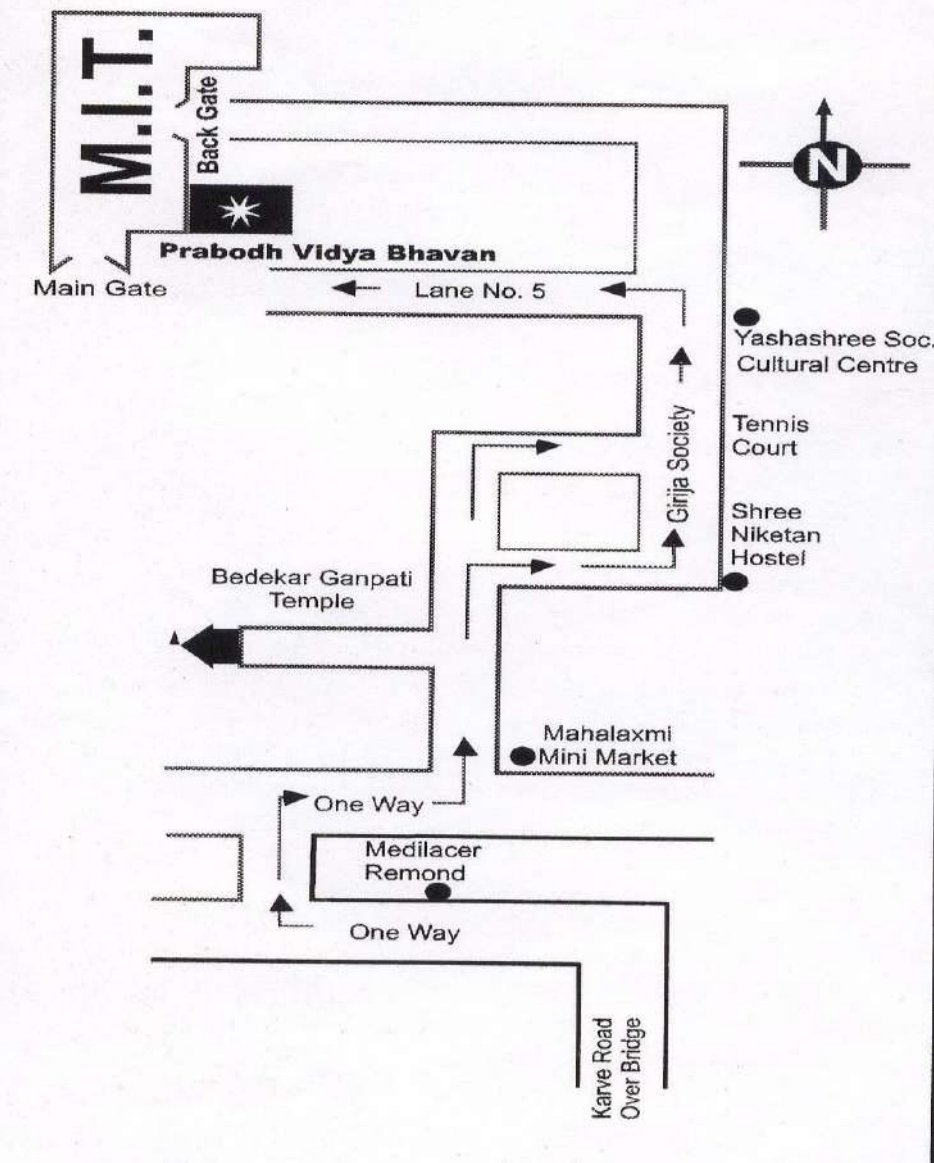 M.I.T.
Back Gate
N
Prabodh Vidya Bhavan
Main Gate
Lane No. 5
Yashashree Soc.
Cultural Centre
Tennis
Court
Girija Society
Shree
Niketan
Hostel
Bedekar Ganpati
Temple
Mahalaxmi
Mini Market
One Way
Medilacer
Remond
One Way
Karve Road
Over Bridge